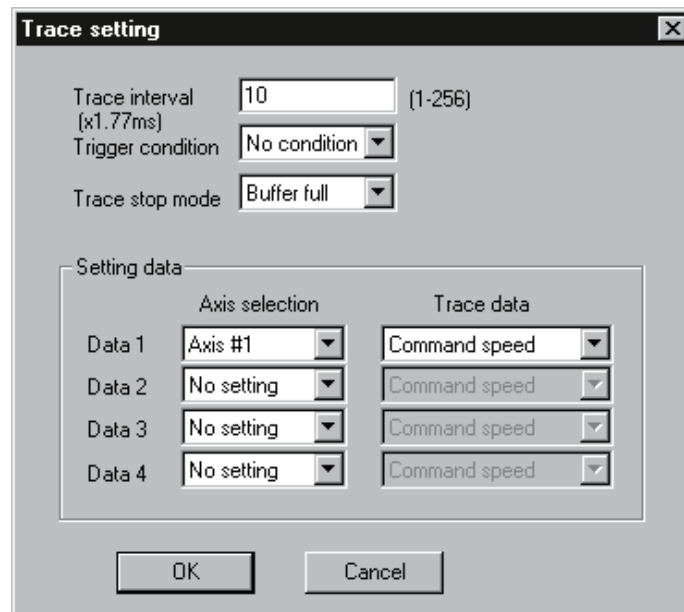 Trace setting
Trace interval 10 (1-256)
(x1.77ms)
Trigger condition No condition
Trace stop mode Buffer full
Setting data
Axis selection Trace data
Data 1 Axis #1 Command speed
Data 2 No setting Command speed
Data 3 No setting Command speed
Data 4 No setting Command speed
OK Cancel